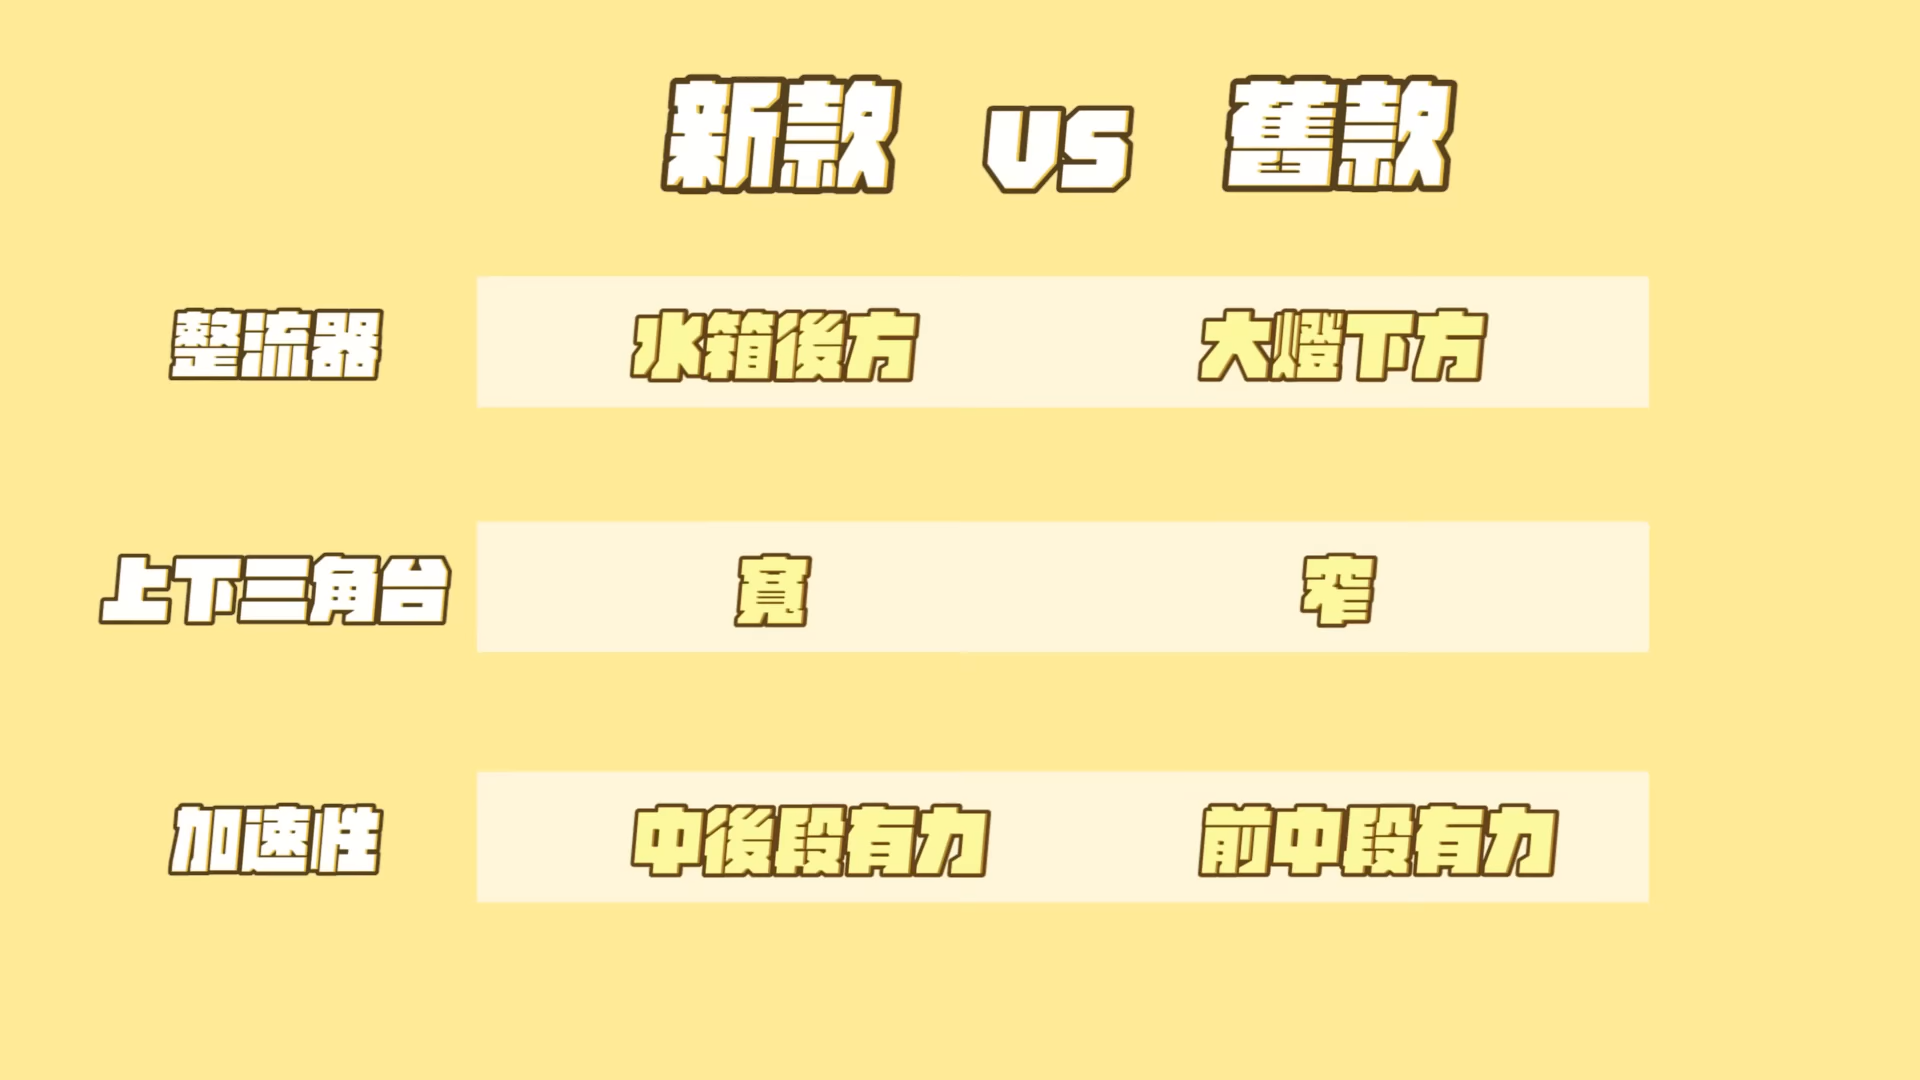 新款 VS 舊款
整流器 水箱後方 大燈下方
上下三角台 寬 窄
加速性 中後段有力 前中段有力